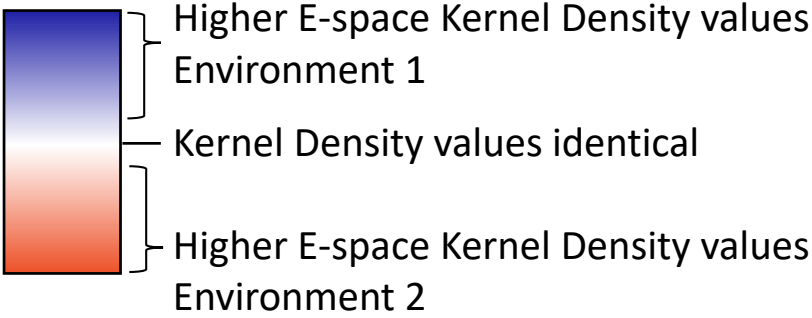 Higher E-space Kernel Density values
Environment 1
Kernel Density values identical
Higher E-space Kernel Density values
Environment 2